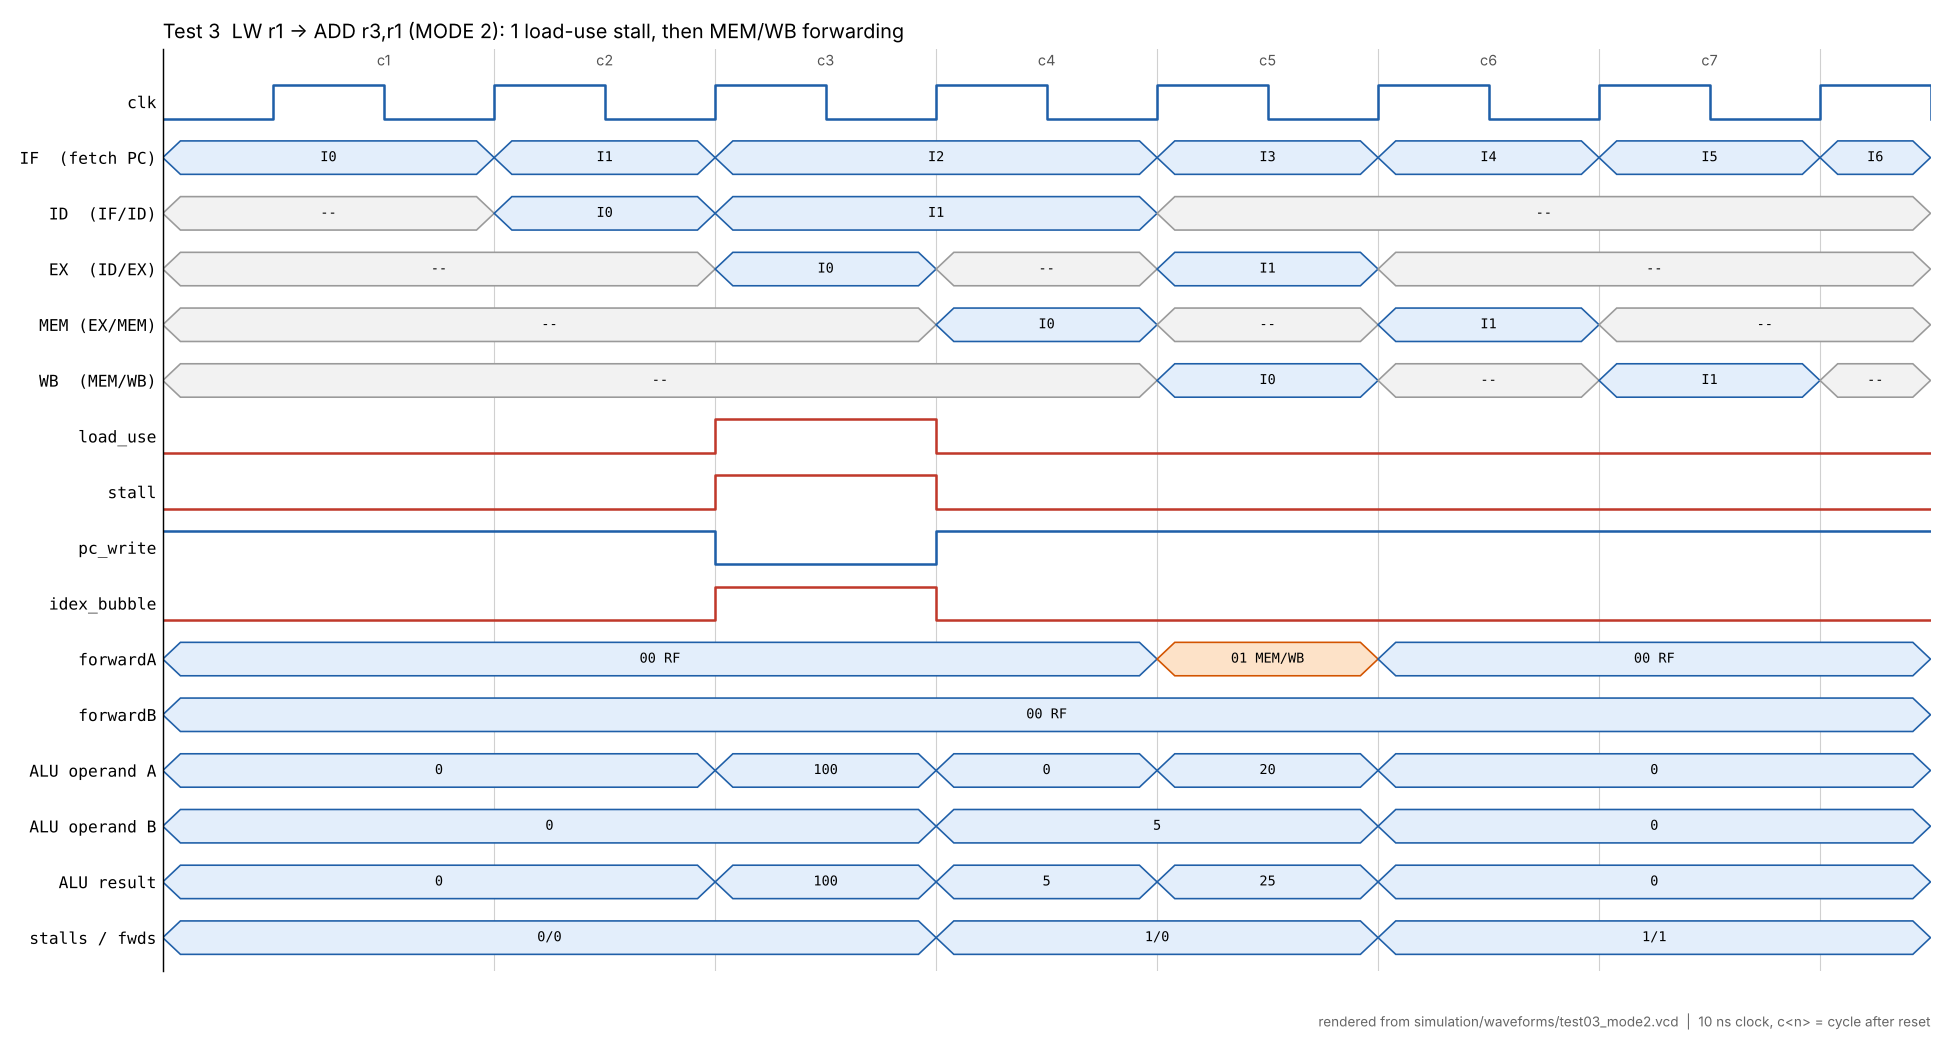 Test 3  LW r1 → ADD r3,r1 (MODE 2): 1 load-use stall, then MEM/WB forwarding
c1 c2 c3 c4 c5 c6 c7
clk
IF  (fetch PC) I0 I1 I2 I3 I4 I5 I6
ID  (IF/ID) -- I0 I1 --
EX  (ID/EX) -- I0 -- I1 --
MEM (EX/MEM) -- I0 -- I1 --
WB  (MEM/WB) -- I0 -- I1 --
load_use
stall
pc_write
idex_bubble
forwardA 00 RF 01 MEM/WB 00 RF
forwardB 00 RF
ALU operand A 0 100 0 20 0
ALU operand B 0 5 0
ALU result 0 100 5 25 0
stalls / fwds 0/0 1/0 1/1
rendered from simulation/waveforms/test03_mode2.vcd | 10 ns clock, c<n> = cycle after reset